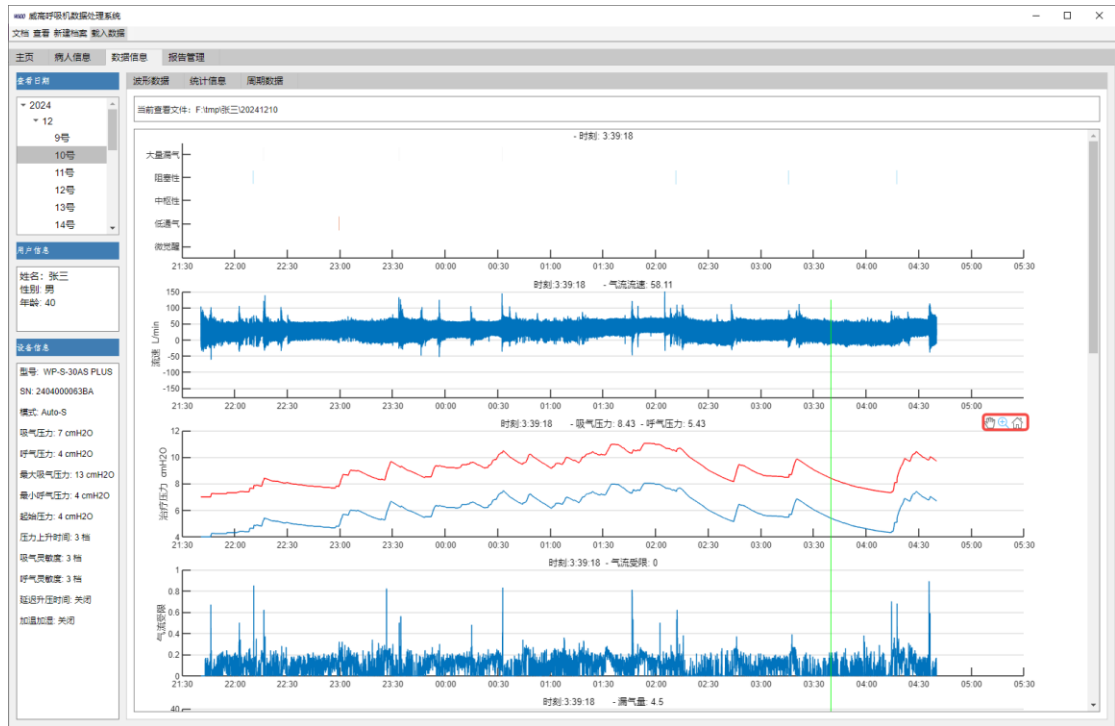 威高呼吸机数据处理系统
文档 查看 新建档案 载入数据
主页 病人信息 数据信息 报告管理
查看日期
2024
12
9号
10号
11号
12号
13号
14号
用户信息
姓名: 张三
性别: 男
年龄: 40
设备信息
型号: WP-S-30AS PLUS
SN: 2404000063BA
模式: Auto-S
吸气压力: 7 cmH2O
呼气压力: 4 cmH2O
最大吸气压力: 13 cmH2O
最小呼气压力: 4 cmH2O
起始压力: 4 cmH2O
压力上升时间: 3 档
吸气灵敏度: 3 档
呼气灵敏度: 3 档
延迟升压时间: 关闭
加温加湿: 关闭
波形数据 统计信息 周期数据
当前查看文件: F:\tmp\张三\20241210
- 时刻: 3:39:18
大量漏气
阻塞性
中枢性
低通气
微觉醒
21:30 22:00 22:30 23:00 23:30 00:00 00:30 01:00 01:30 02:00 02:30 03:00 03:30 04:00 04:30 05:00 05:30
时刻:3:39:18 - 气流流速: 58.11
流速 L/min
150
100
50
0
-50
-100
-150
21:30 22:00 22:30 23:00 23:30 00:00 00:30 01:00 01:30 02:00 02:30 03:00 03:30 04:00 04:30 05:00
时刻:3:39:18 - 吸气压力: 8.43 - 呼气压力: 5.43
治疗压力 cmH2O
12
10
8
6
4
21:30 22:00 22:30 23:00 23:30 00:00 00:30 01:00 01:30 02:00 02:30 03:00 03:30 04:00 04:30 05:00 05:30
时刻:3:39:18 - 气流受限: 0
气流受限
1
0.8
0.6
0.4
0.2
0
21:30 22:00 22:30 23:00 23:30 00:00 00:30 01:00 01:30 02:00 02:30 03:00 03:30 04:00 04:30 05:00 05:30
时刻:3:39:18 - 漏气量: 4.5
40